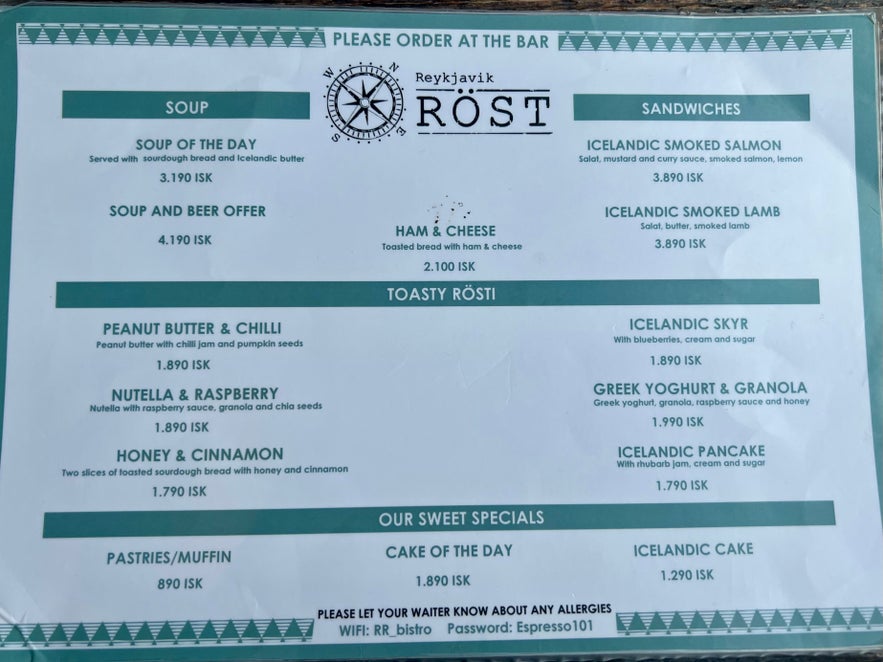 PLEASE ORDER AT THE BAR
N
W
E
S
Reykjavik
RÖST
SOUP
SOUP OF THE DAY
Served with sourdough bread and Icelandic butter
3.190 ISK
SOUP AND BEER OFFER
4.190 ISK
HAM & CHEESE
Toasted bread with ham & cheese
2.100 ISK
SANDWICHES
ICELANDIC SMOKED SALMON
Salat, mustard and curry sauce, smoked salmon, lemon
3.890 ISK
ICELANDIC SMOKED LAMB
Salat, butter, smoked lamb
3.890 ISK
TOASTY RÖSTI
PEANUT BUTTER & CHILLI
Peanut butter with chilli jam and pumpkin seeds
1.890 ISK
NUTELLA & RASPBERRY
Nutella with raspberry sauce, granola and chia seeds
1.890 ISK
HONEY & CINNAMON
Two slices of toasted sourdough bread with honey and cinnamon
1.790 ISK
ICELANDIC SKYR
With blueberries, cream and sugar
1.890 ISK
GREEK YOGHURT & GRANOLA
Greek yoghurt, granola, raspberry sauce and honey
1.990 ISK
ICELANDIC PANCAKE
With rhubarb jam, cream and sugar
1.790 ISK
OUR SWEET SPECIALS
PASTRIES/MUFFIN
890 ISK
CAKE OF THE DAY
1.890 ISK
ICELANDIC CAKE
1.290 ISK
PLEASE LET YOUR WAITER KNOW ABOUT ANY ALLERGIES
WIFI: RR_bistro Password: Espresso101